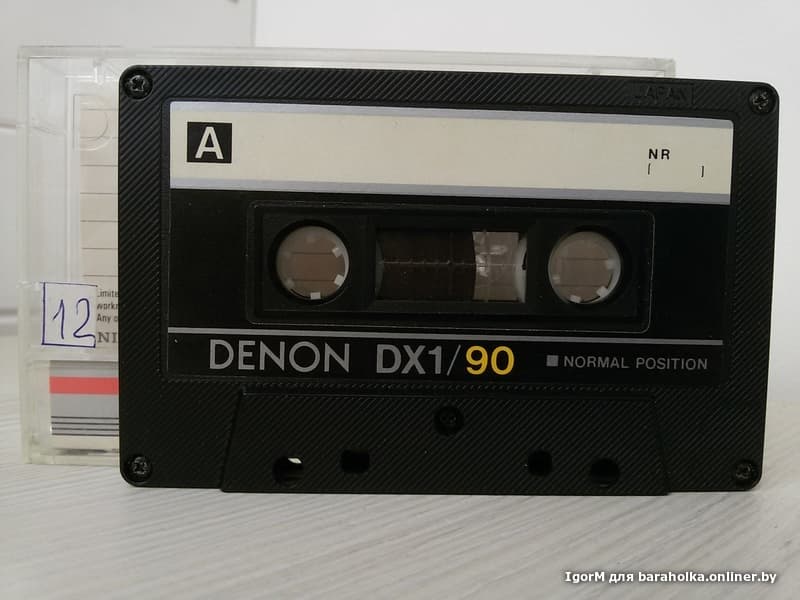 JAPAN
A
NR
[ ]
12
DENON DX1/90 NORMAL POSITION
IgorM для baraholka.onliner.by